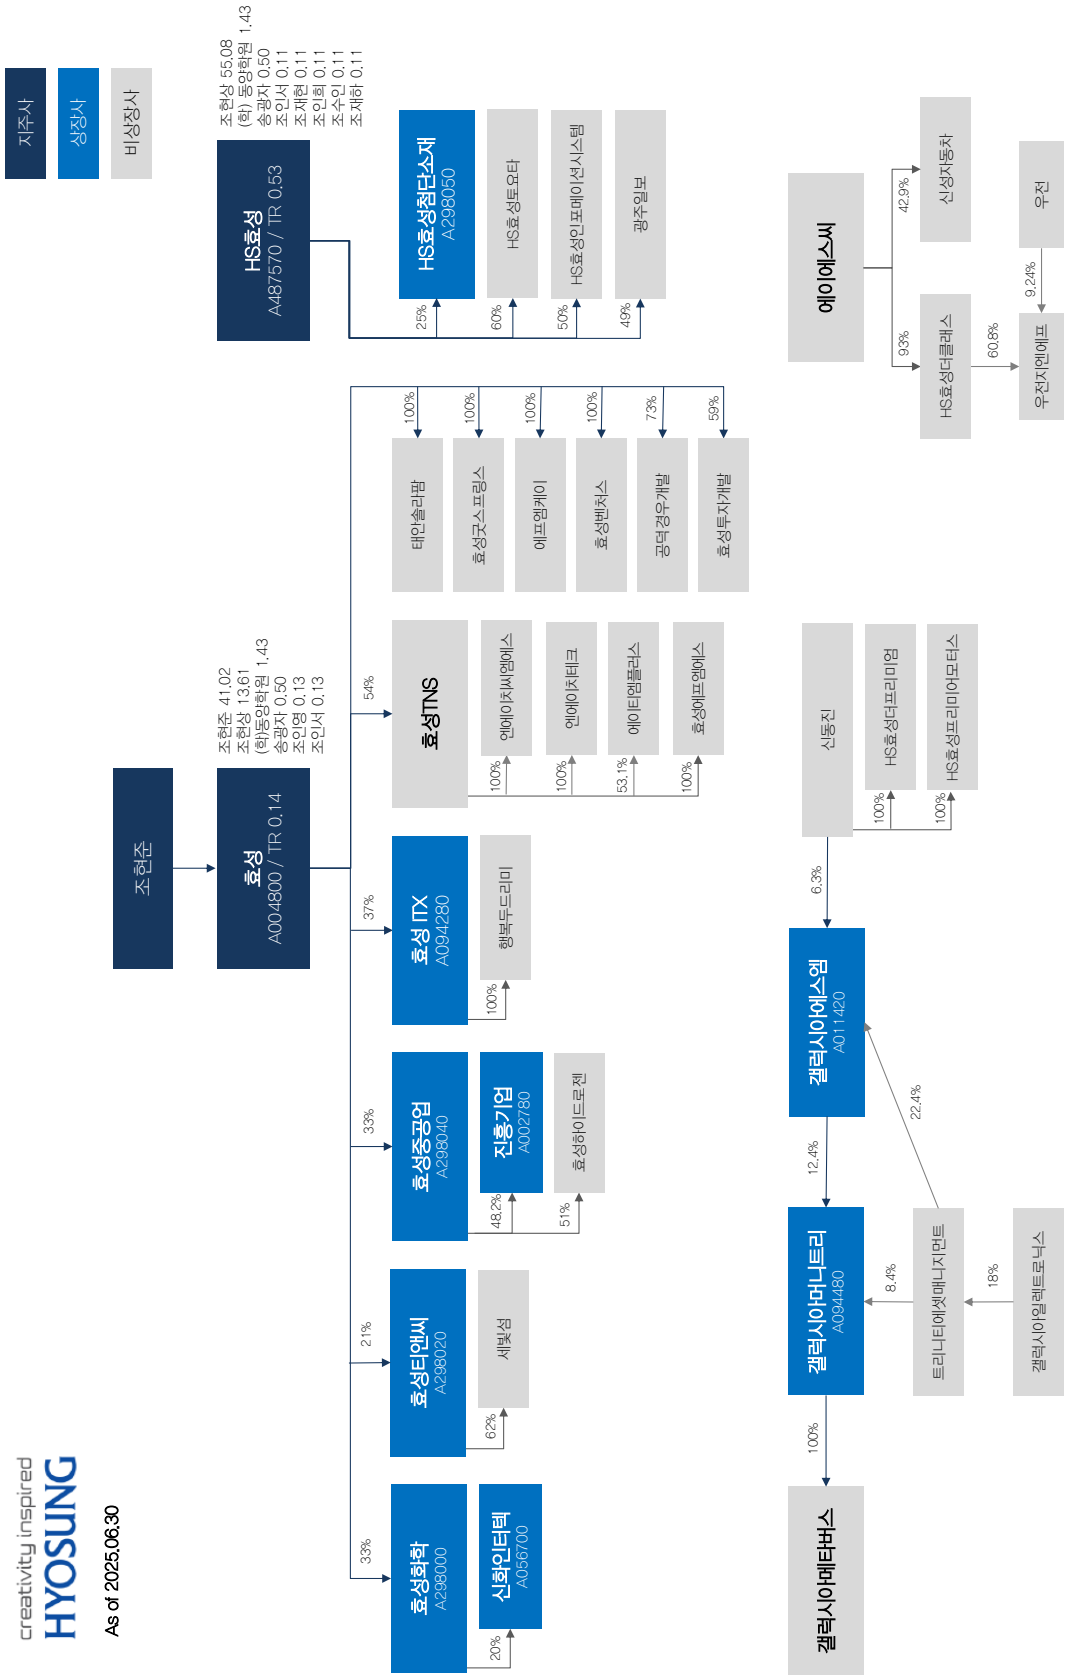 creativity inspired
HYOSUNG
As of 2025.06.30
지주사
상장사
비상장사
조현준
효성
A004800 / TR 0.14
조현준 41.02
조현상 13.61
(학)동양학원 1.43
송광자 0.50
조인영 0.13
조인서 0.13
HS효성
A487570 / TR 0.53
조현상 55.08
(학) 동양학원 1.43
송광자 0.50
조인서 0.11
조재현 0.11
조인희 0.11
조수인 0.11
조재하 0.11
33%
효성화학
A298000
20%
신화인터텍
A056700
21%
효성티앤씨
A298020
62%
세빛섬
33%
효성중공업
A298040
48.2%
진흥기업
A002780
51%
효성하이드로젠
37%
효성 ITX
A094280
100%
행복두드리미
54%
효성TNS
100%
엔에이치씨엠에스
100%
엔에이치테크
53.1%
에이티엠플러스
100%
효성에프엠에스
100%
태안솔라팜
100%
효성굿스프링스
100%
에프엠케이
100%
효성벤처스
73%
공덕경우개발
59%
효성투자개발
25%
HS효성첨단소재
A298050
60%
HS효성토요타
50%
HS효성인포메이션시스템
49%
광주일보
갤럭시아메타버스
100%
갤럭시아머니트리
A094480
12.4%
갤럭시아에스엠
A011420
6.3%
신동진
100%
HS효성더프리미엄
100%
HS효성프리미어모터스
8.4%
22.4%
트리니티에셋매니지먼트
18%
갤럭시아일렉트로닉스
에이에스씨
93%
HS효성더클래스
42.9%
신성자동차
60.8%
우전지앤에프
9.24%
우전